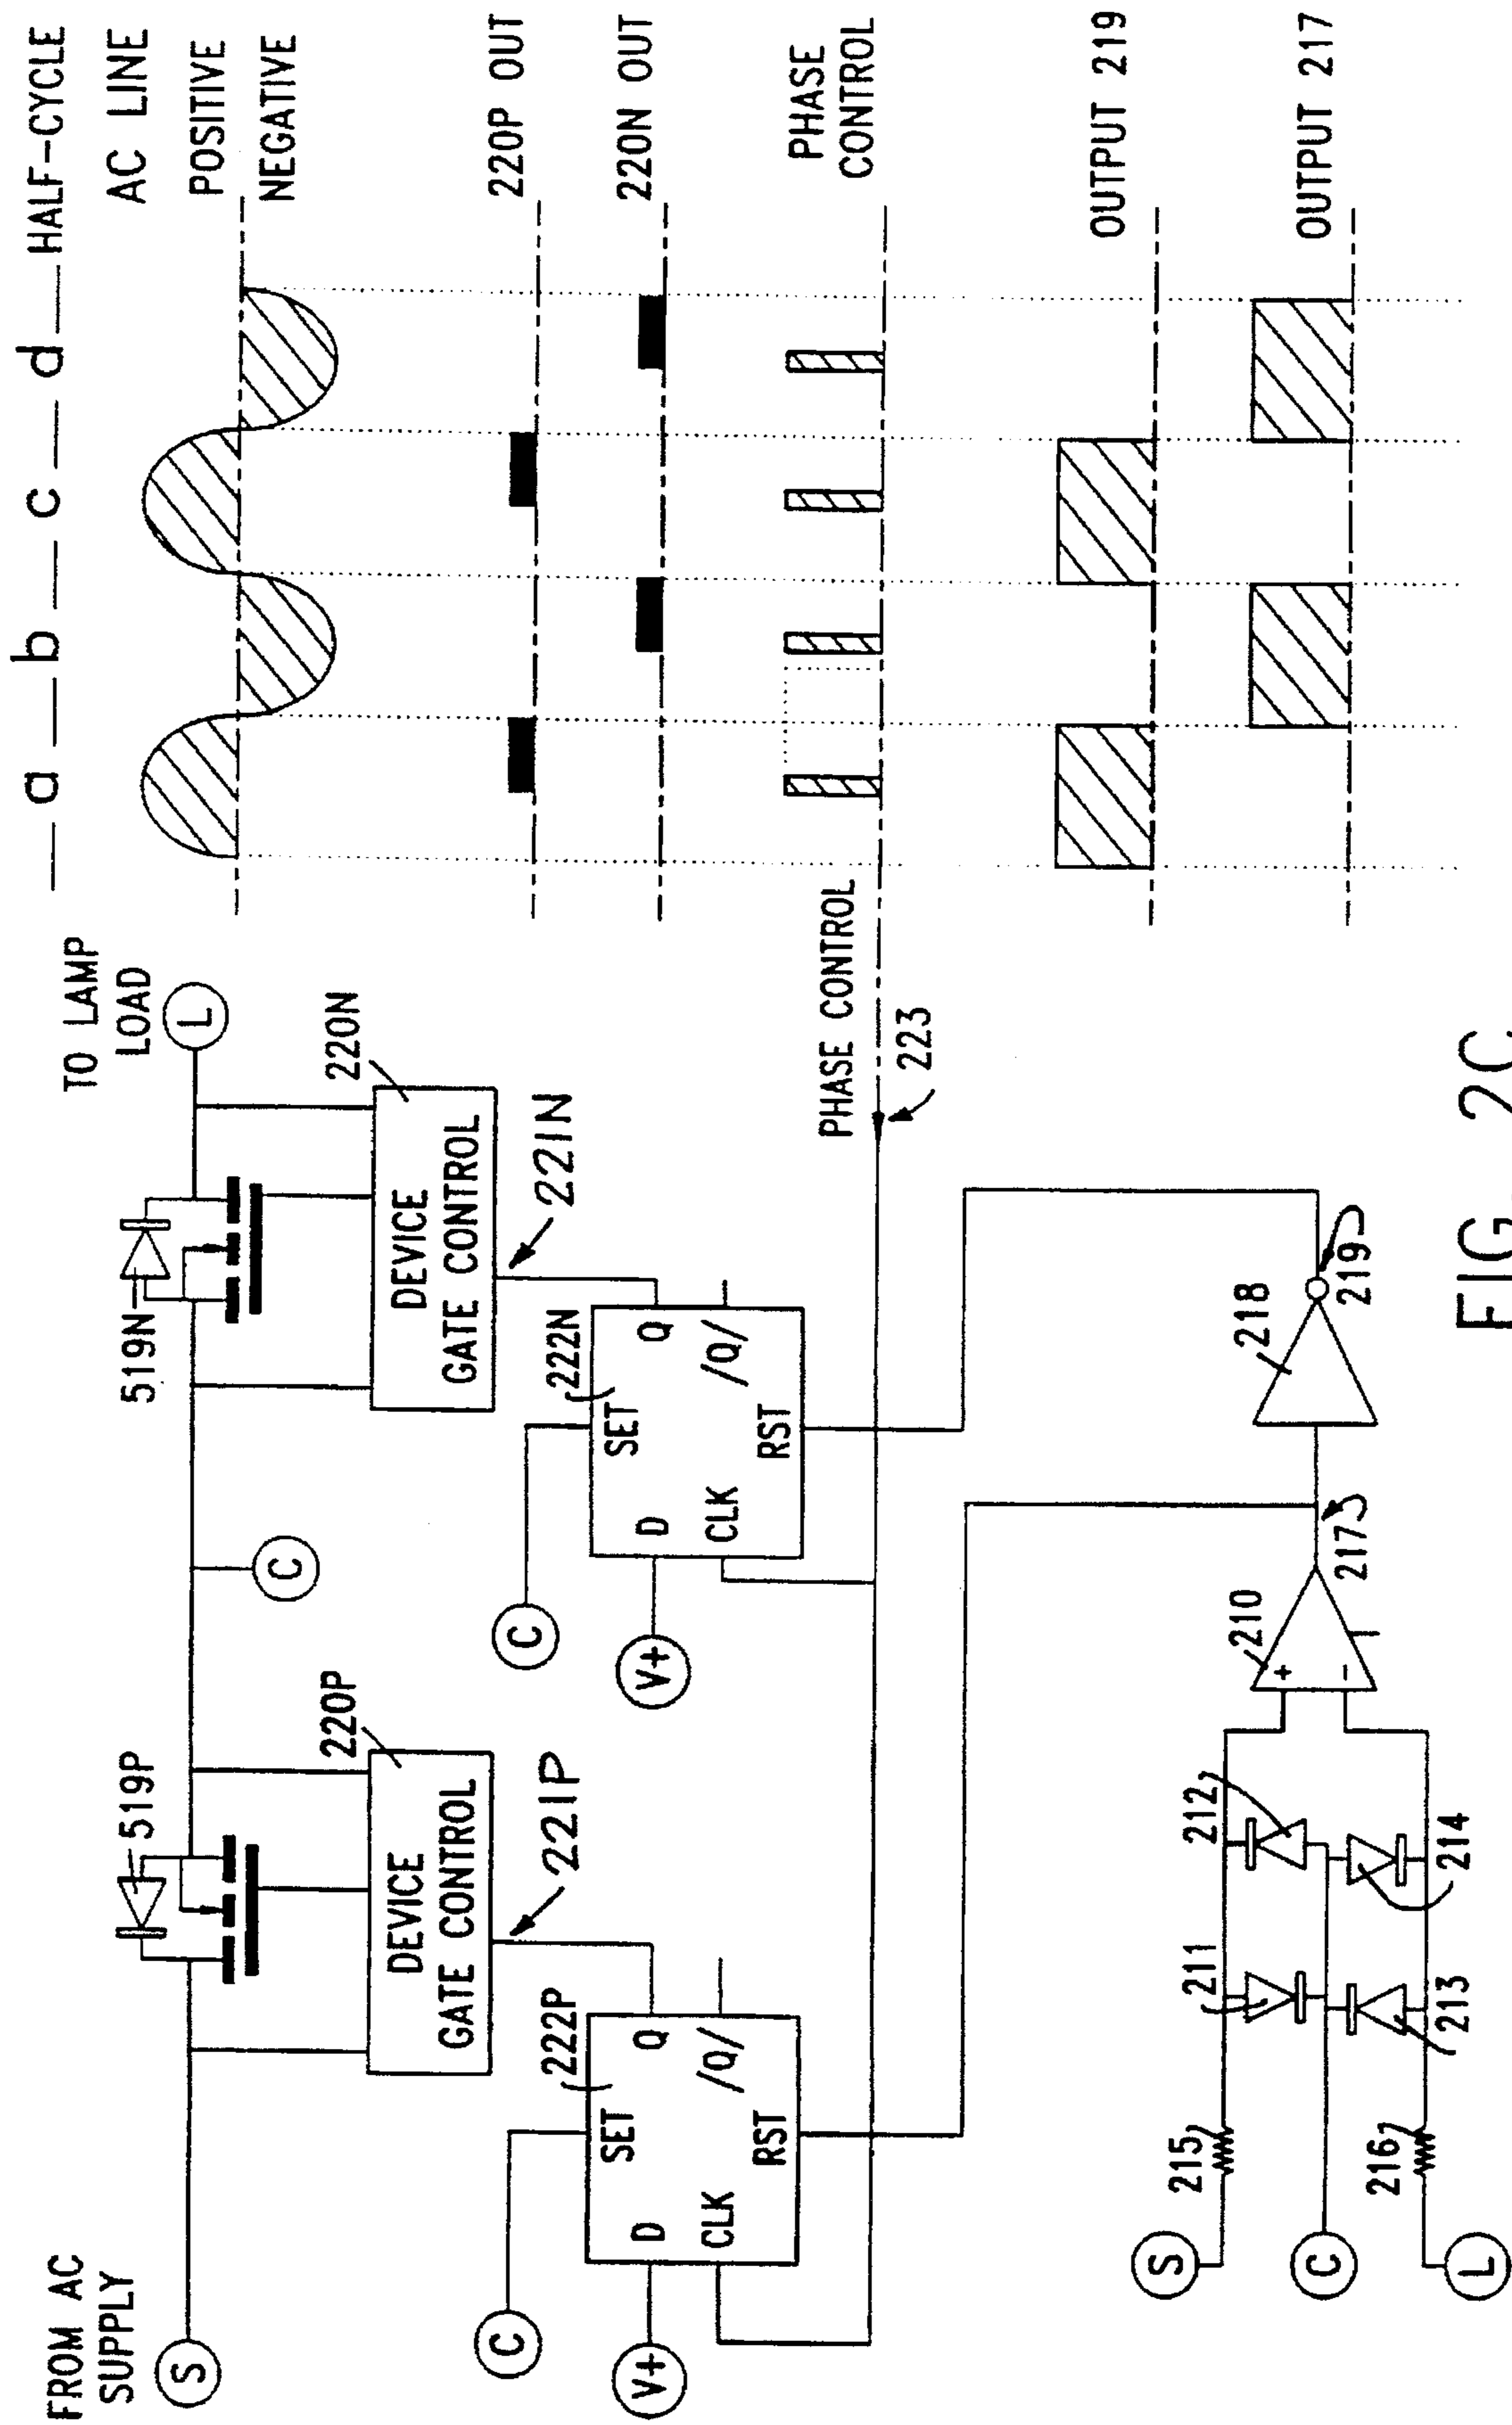 FROM AC
SUPPLY
S
519P
C
519N
TO LAMP
LOAD
L
220P
DEVICE
GATE CONTROL
221P
220N
DEVICE
GATE CONTROL
221N
C
V+
222P
SET
D
Q
CLK
/Q/
RST
C
V+
222N
SET
D
Q
CLK
/Q/
RST
PHASE CONTROL
223
S
215
211
212
C
L
216
213
214
210
+
-
217
218
219
a b c d HALF-CYCLE
AC LINE
POSITIVE
NEGATIVE
220P OUT
220N OUT
PHASE
CONTROL
OUTPUT 219
OUTPUT 217
FIG. 2C